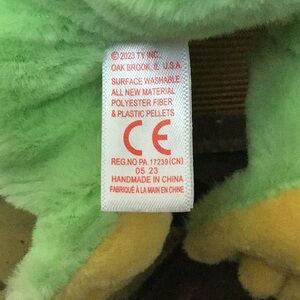 © 2023 TY INC.
OAK BROOK, IL U.S.A.
SURFACE WASHABLE
ALL NEW MATERIAL
POLYESTER FIBER
& PLASTIC PELLETS
CE
REG.NO PA. 17239(CN)
05 23
HANDMADE IN CHINA
FABRIQUÉ À LA MAIN EN CHINE